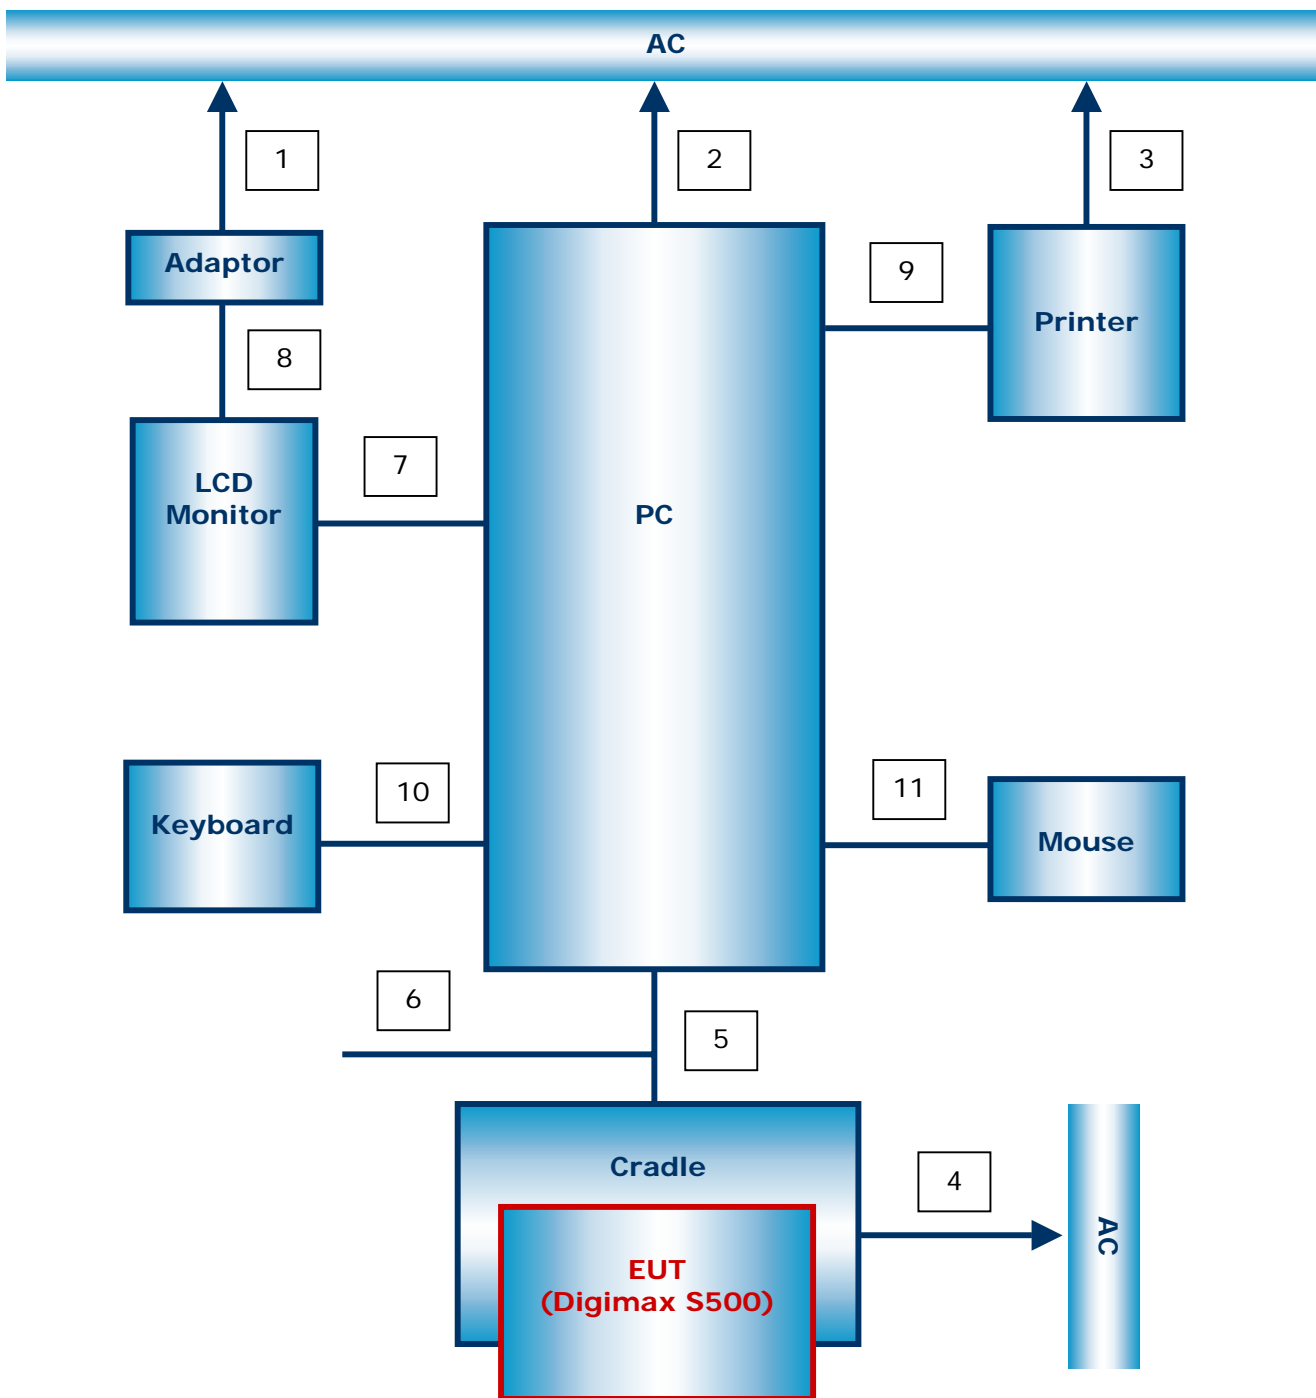 AC
1
2
3
Adaptor
9
Printer
8
7
LCD
Monitor
PC
10
11
Keyboard
Mouse
6
5
Cradle
4
AC
EUT
(Digimax S500)